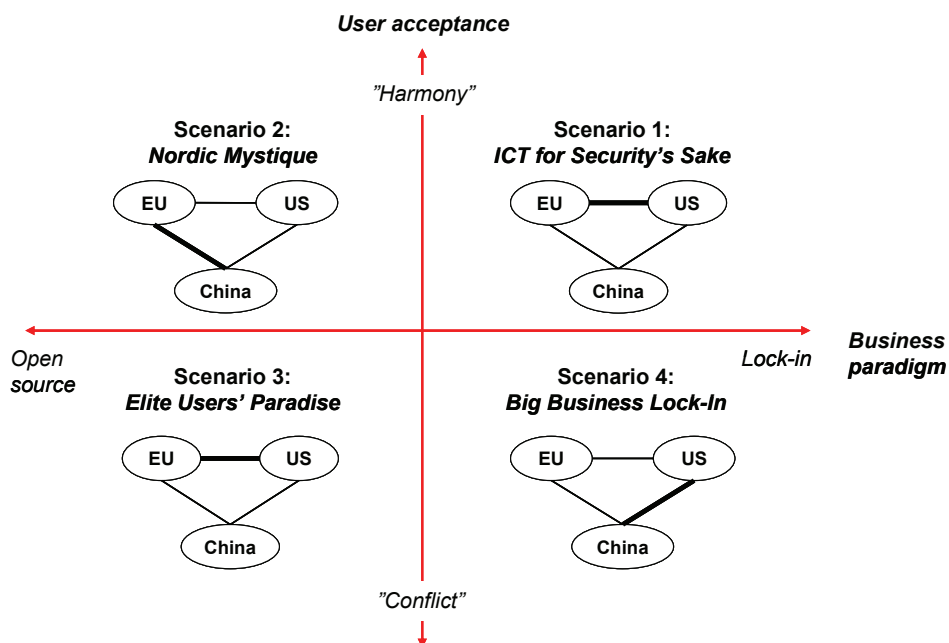 User acceptance
”Harmony”
Scenario 2:
Nordic Mystique
EU
US
China
Scenario 1:
ICT for Security’s Sake
EU
US
China
Open
source
Lock-in
Business
paradigm
Scenario 3:
Elite Users’ Paradise
EU
US
China
Scenario 4:
Big Business Lock-In
EU
US
China
”Conflict”